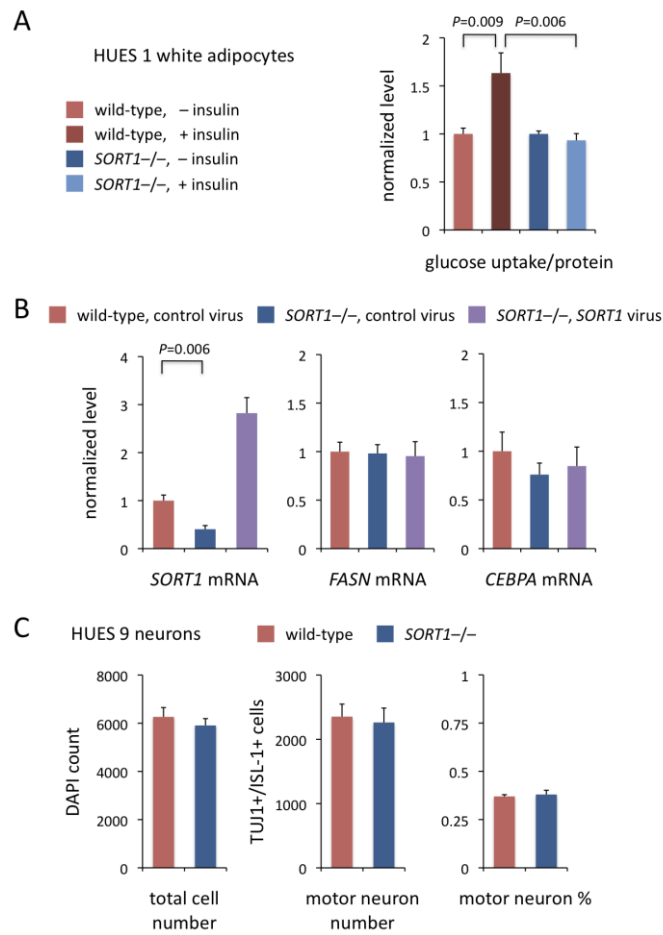 A
HUES 1 white adipocytes
wild-type, – insulin
wild-type, + insulin
SORT1–/–, – insulin
SORT1–/–, + insulin
P=0.009
P=0.006
normalized level
2
1.5
1
0.5
0
glucose uptake/protein
B
wild-type, control virus
SORT1–/–, control virus
SORT1–/–, SORT1 virus
P=0.006
normalized level
4
3
2
1
0
SORT1 mRNA
2
1.5
1
0.5
0
FASN mRNA
2
1.5
1
0.5
0
CEBPA mRNA
C
HUES 9 neurons
wild-type
SORT1–/–
DAPI count
8000
6000
4000
2000
0
total cell
number
TUJ1+/ISL-1+ cells
3000
2000
1000
0
motor neuron
number
1
0.75
0.5
0.25
0
motor neuron %